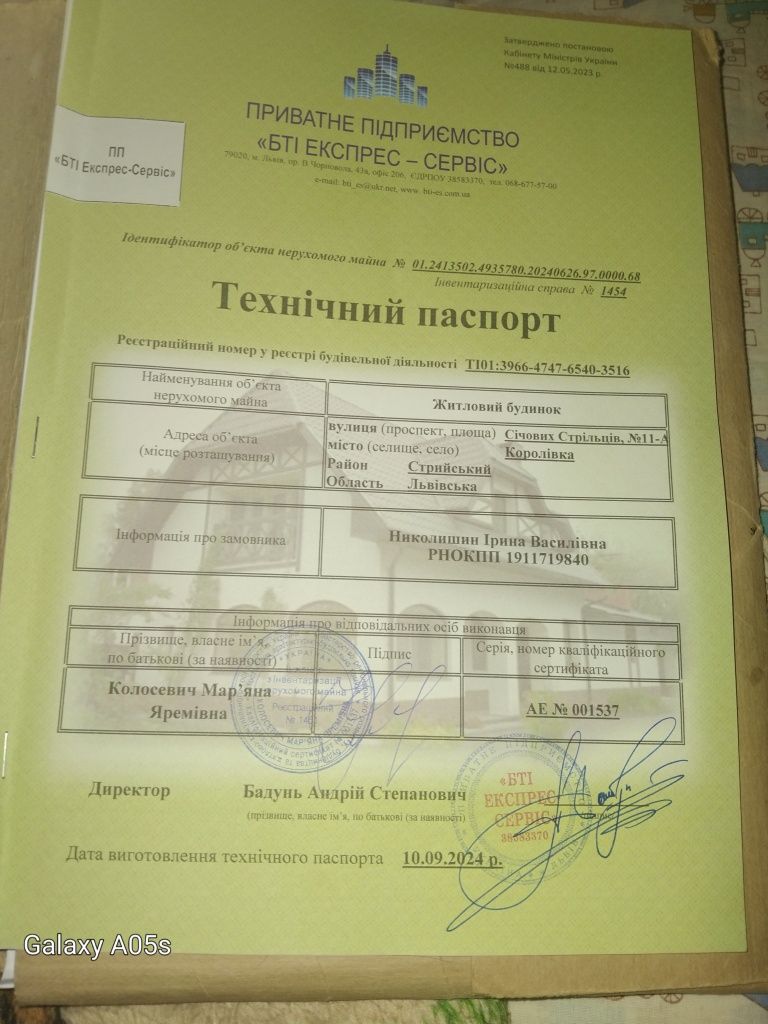 Затверджено постановою
Кабінету Міністрів України
№488 від 12.05.2023 р.
ПРИВАТНЕ ПІДПРИЄМСТВО
«БТІ ЕКСПРЕС – СЕРВІС»
79020, м. Львів, пр. В.Чорновола, 43а, офіс 206, ЄДРПОУ 38583370, тел. 068-677-57-00
e-mail: bti_es@ukr.net, www. bti-es.com.ua
ПП
«БТІ Експрес-Сервіс»
Ідентифікатор об’єкта нерухомого майна № 01.2413502.4935780.20240626.97.0000.68
Інвентаризаційна справа № 1454
Технічний паспорт
Реєстраційний номер у реєстрі будівельної діяльності ТІ01:3966-4747-6540-3516
Найменування об’єкта
нерухомого майна
Житловий будинок
Адреса об’єкта
(місце розташування)
вулиця (проспект, площа) Січових Стрільців, №11-А
місто (селище, село) Королівка
Район Стрийський
Область Львівська
Інформація про замовника
Николишин Ірина Василівна
РНОКПП 1911719840
Інформація про відповідальних осіб виконавця
Прізвище, власне ім’я,
по батькові (за наявності)
Підпис
Серія, номер кваліфікаційного
сертифіката
Колосевич Мар’яна
Яремівна
АЕ № 001537
УКРАЇНА
з інвентаризації
нерухомого майна
Реєстраційний
Директор Бадунь Андрій Степанович
(прізвище, власне ім’я, по батькові (за наявності)
«БТІ
ЕКСПРЕС
СЕРВІС»
38583370
Дата виготовлення технічного паспорта 10.09.2024 р.
Galaxy A05s